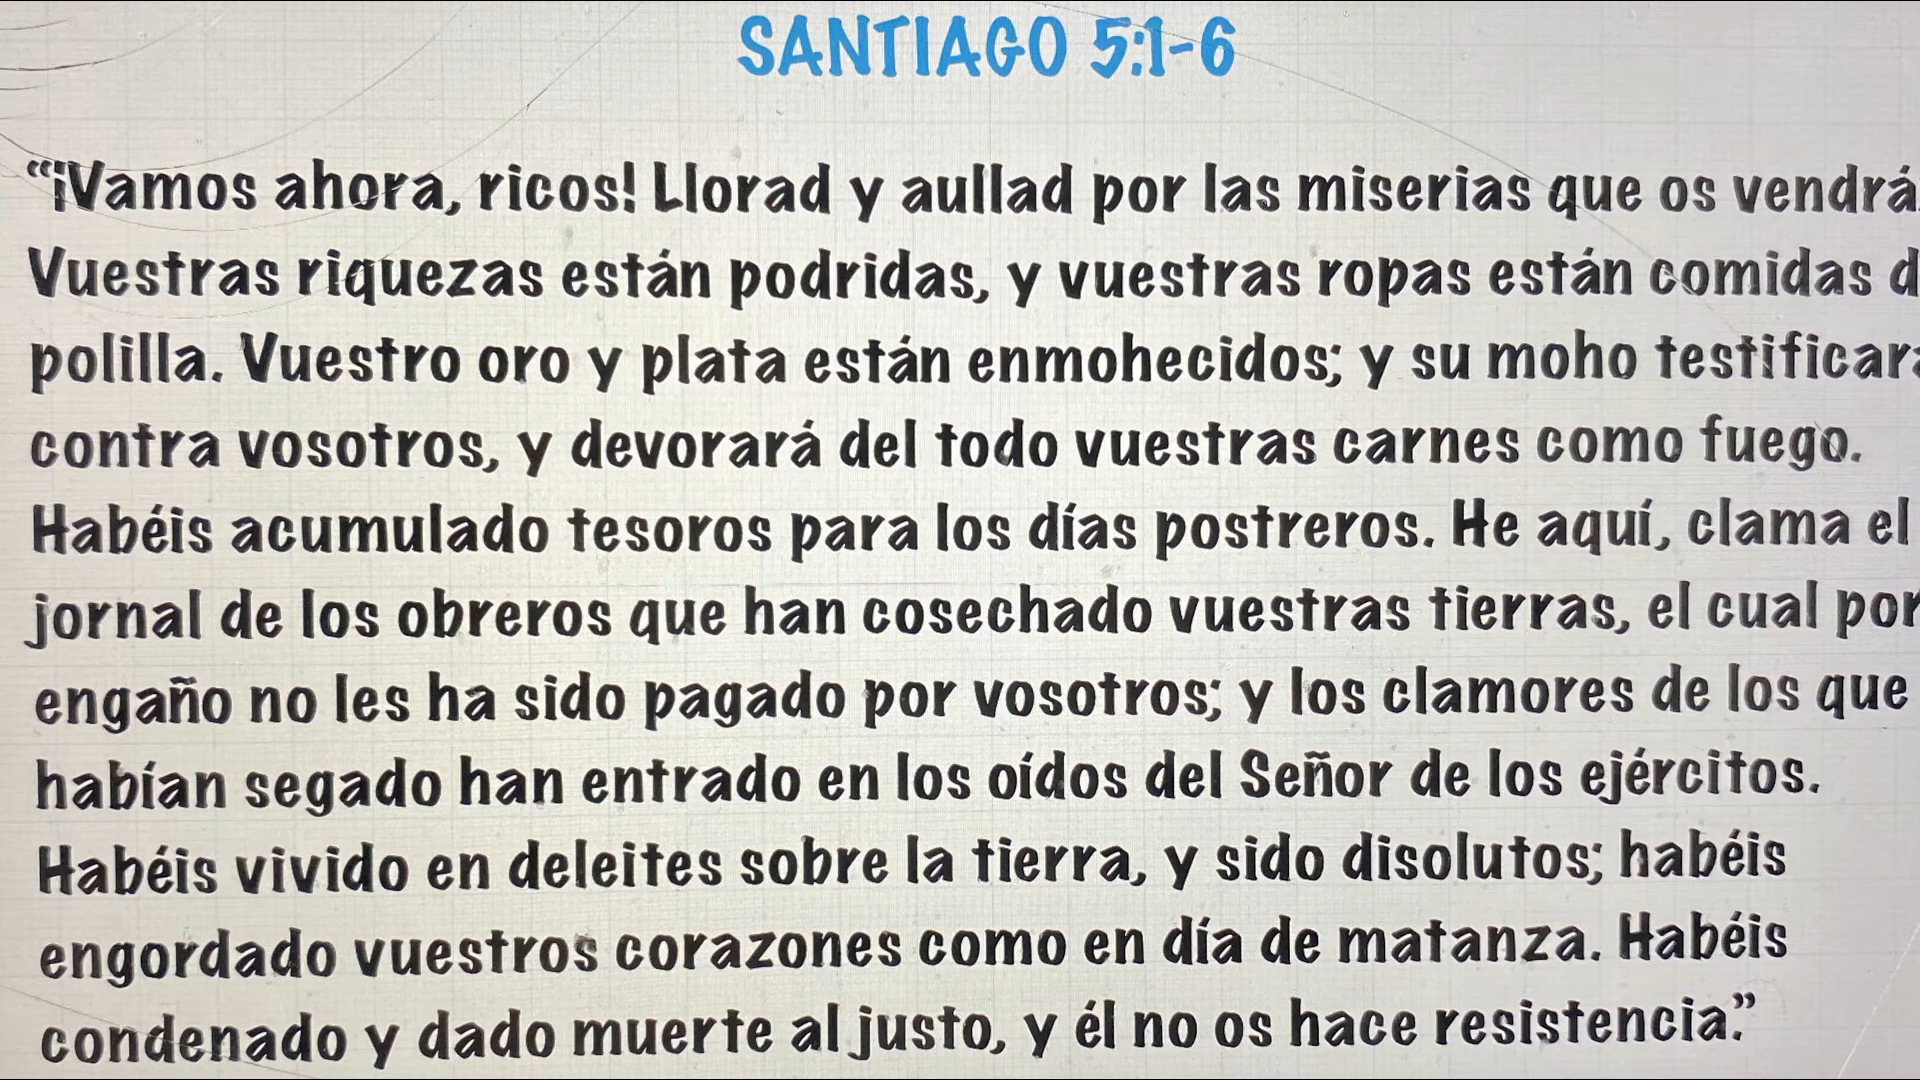 SANTIAGO 5:1-6
“¡Vamos ahora, ricos! Llorad y aullad por las miserias que os
Vuestras riquezas están podridas, y vuestras ropas están comidas
polilla. Vuestro oro y plata están enmohecidos; y su moho
contra vosotros, y devorará del todo vuestras carnes como fuego.
Habéis acumulado tesoros para los días postreros. He aquí, clama el
jornal de los obreros que han cosechado vuestras tierras, el cual por
engaño no les ha sido pagado por vosotros; y los clamores de los que
habían segado han entrado en los oídos del Señor de los ejércitos.
Habéis vivido en deleites sobre la tierra, y sido disolutos; habéis
engordado vuestros corazones como en día de matanza. Habéis
condenado y dado muerte al justo, y él no os hace resistencia.”